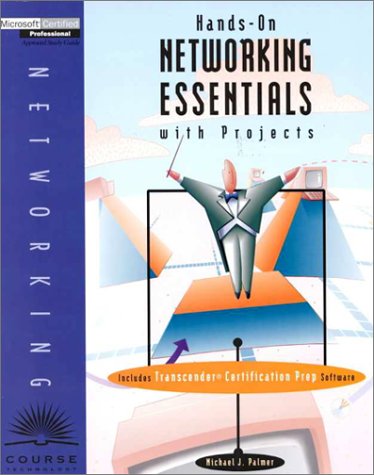 Microsoft Certified
Professional
Approved Study Guide
NETWORKING
Hands-On
NETWORKING
ESSENTIALS
with Projects
Includes Transcender® Certification Prep Software
Michael J. Palmer
COURSE
TECHNOLOGY